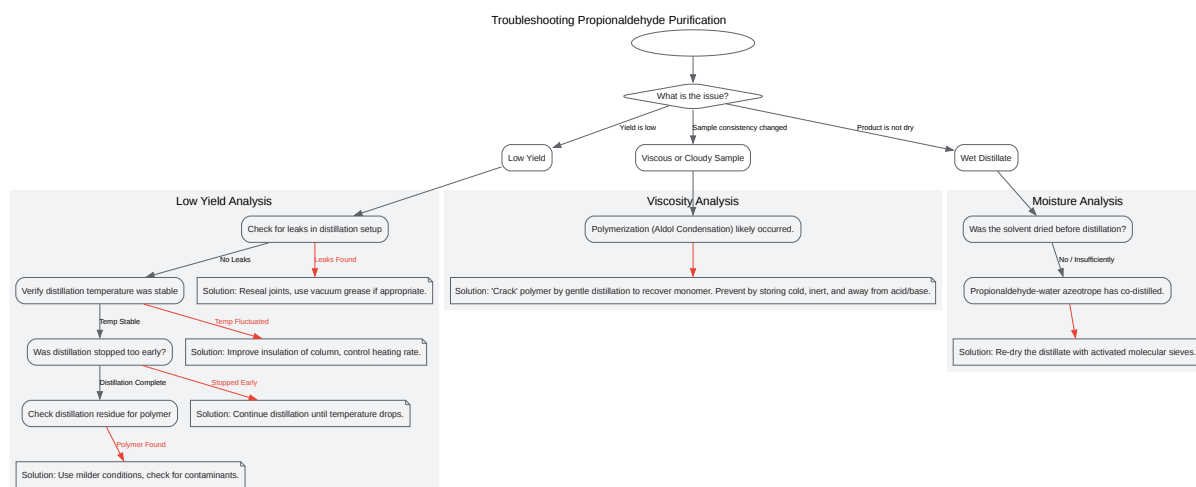 Troubleshooting Propionaldehyde Purification
What is the issue?
Yield is low
Sample consistency changed
Product is not dry
Low Yield
Viscous or Cloudy Sample
Wet Distillate
Low Yield Analysis
Viscosity Analysis
Moisture Analysis
Check for leaks in distillation setup
Polymerization (Aldol Condensation) likely occurred.
Was the solvent dried before distillation?
No Leaks
Leaks Found
No / Insufficiently
Verify distillation temperature was stable
Solution: Reseal joints, use vacuum grease if appropriate.
Solution: 'Crack' polymer by gentle distillation to recover monomer. Prevent by storing cold, inert, and away from acid/base.
Propionaldehyde-water azeotrope has co-distilled.
Temp Stable
Temp Fluctuated
Was distillation stopped too early?
Solution: Improve insulation of column, control heating rate.
Solution: Re-dry the distillate with activated molecular sieves.
Distillation Complete
Stopped Early
Check distillation residue for polymer
Solution: Continue distillation until temperature drops.
Polymer Found
Solution: Use milder conditions, check for contaminants.